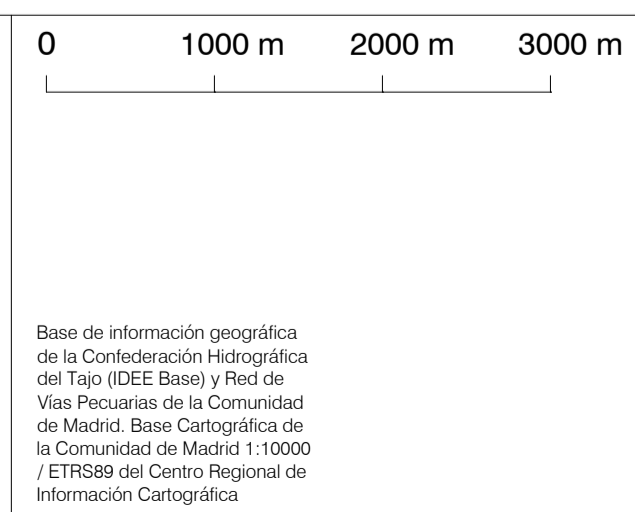 0 1000 m 2000 m 3000 m
Base de información geográfica
de la Confederación Hidrográfica
del Tajo (IDEE Base) y Red de
Vías Pecuarias de la Comunidad
de Madrid. Base Cartográfica de
la Comunidad de Madrid 1:10000
/ ETRS89 del Centro Regional de
Información Cartográfica